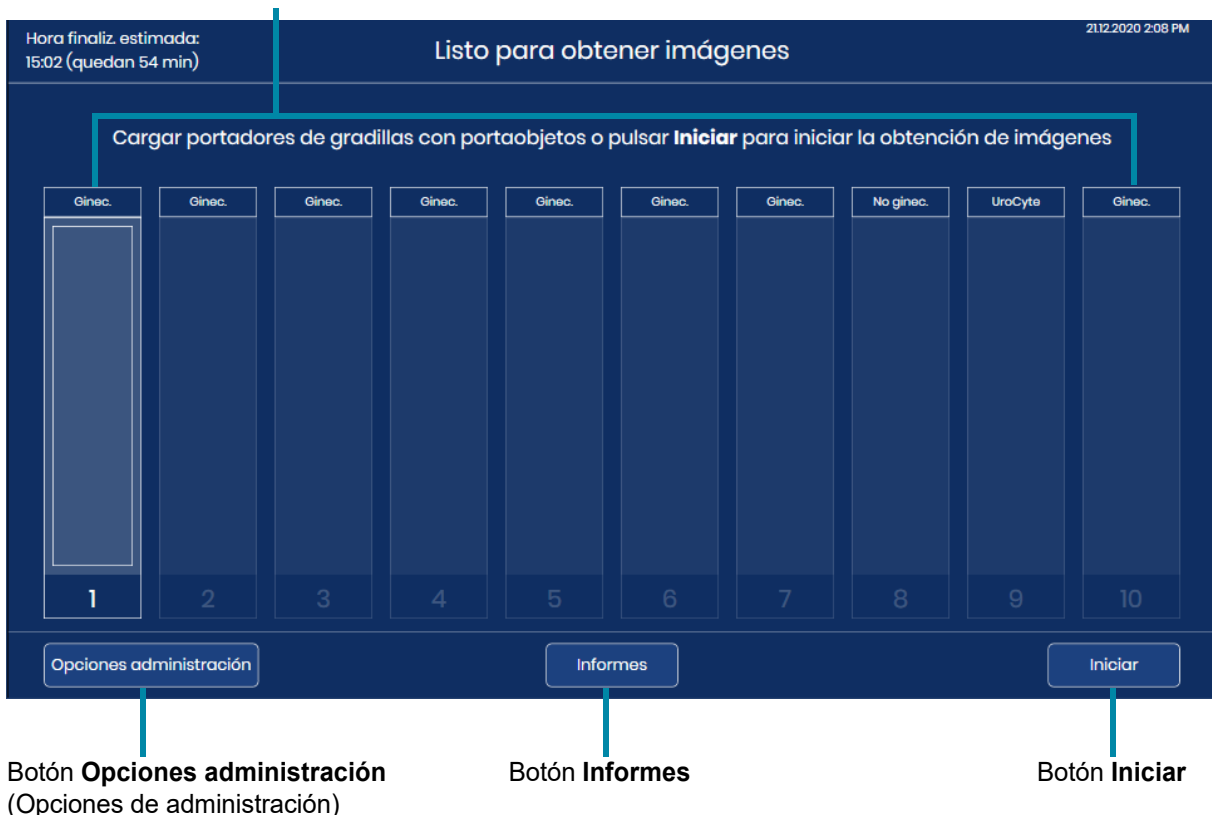 Hora finaliz. estimada:
15:02 (quedan 54 min)
Listo para obtener imágenes
21.12.2020 2:08 PM
Cargar portadores de gradillas con portaobjetos o pulsar Iniciar para iniciar la obtención de imágenes
Ginec. Ginec. Ginec. Ginec. Ginec. Ginec. Ginec. No ginec. UroCyte Ginec.
1 2 3 4 5 6 7 8 9 10
Opciones administración Informes Iniciar
Botón Opciones administración Botón Informes Botón Iniciar
(Opciones de administración)